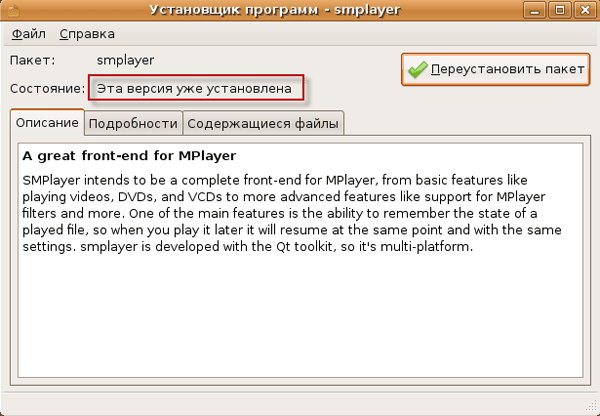 Установщик программ - smplayer
Файл Справка
Пакет: smplayer
Переустановить пакет
Состояние: Эта версия уже установлена
Описание Подробности Содержащиеся файлы
A great front-end for MPlayer
SMPlayer intends to be a complete front-end for MPlayer, from basic features like
playing videos, DVDs, and VCDs to more advanced features like support for MPlayer
filters and more. One of the main features is the ability to remember the state of a
played file, so when you play it later it will resume at the same point and with the same
settings. smplayer is developed with the Qt toolkit, so it's multi-platform.